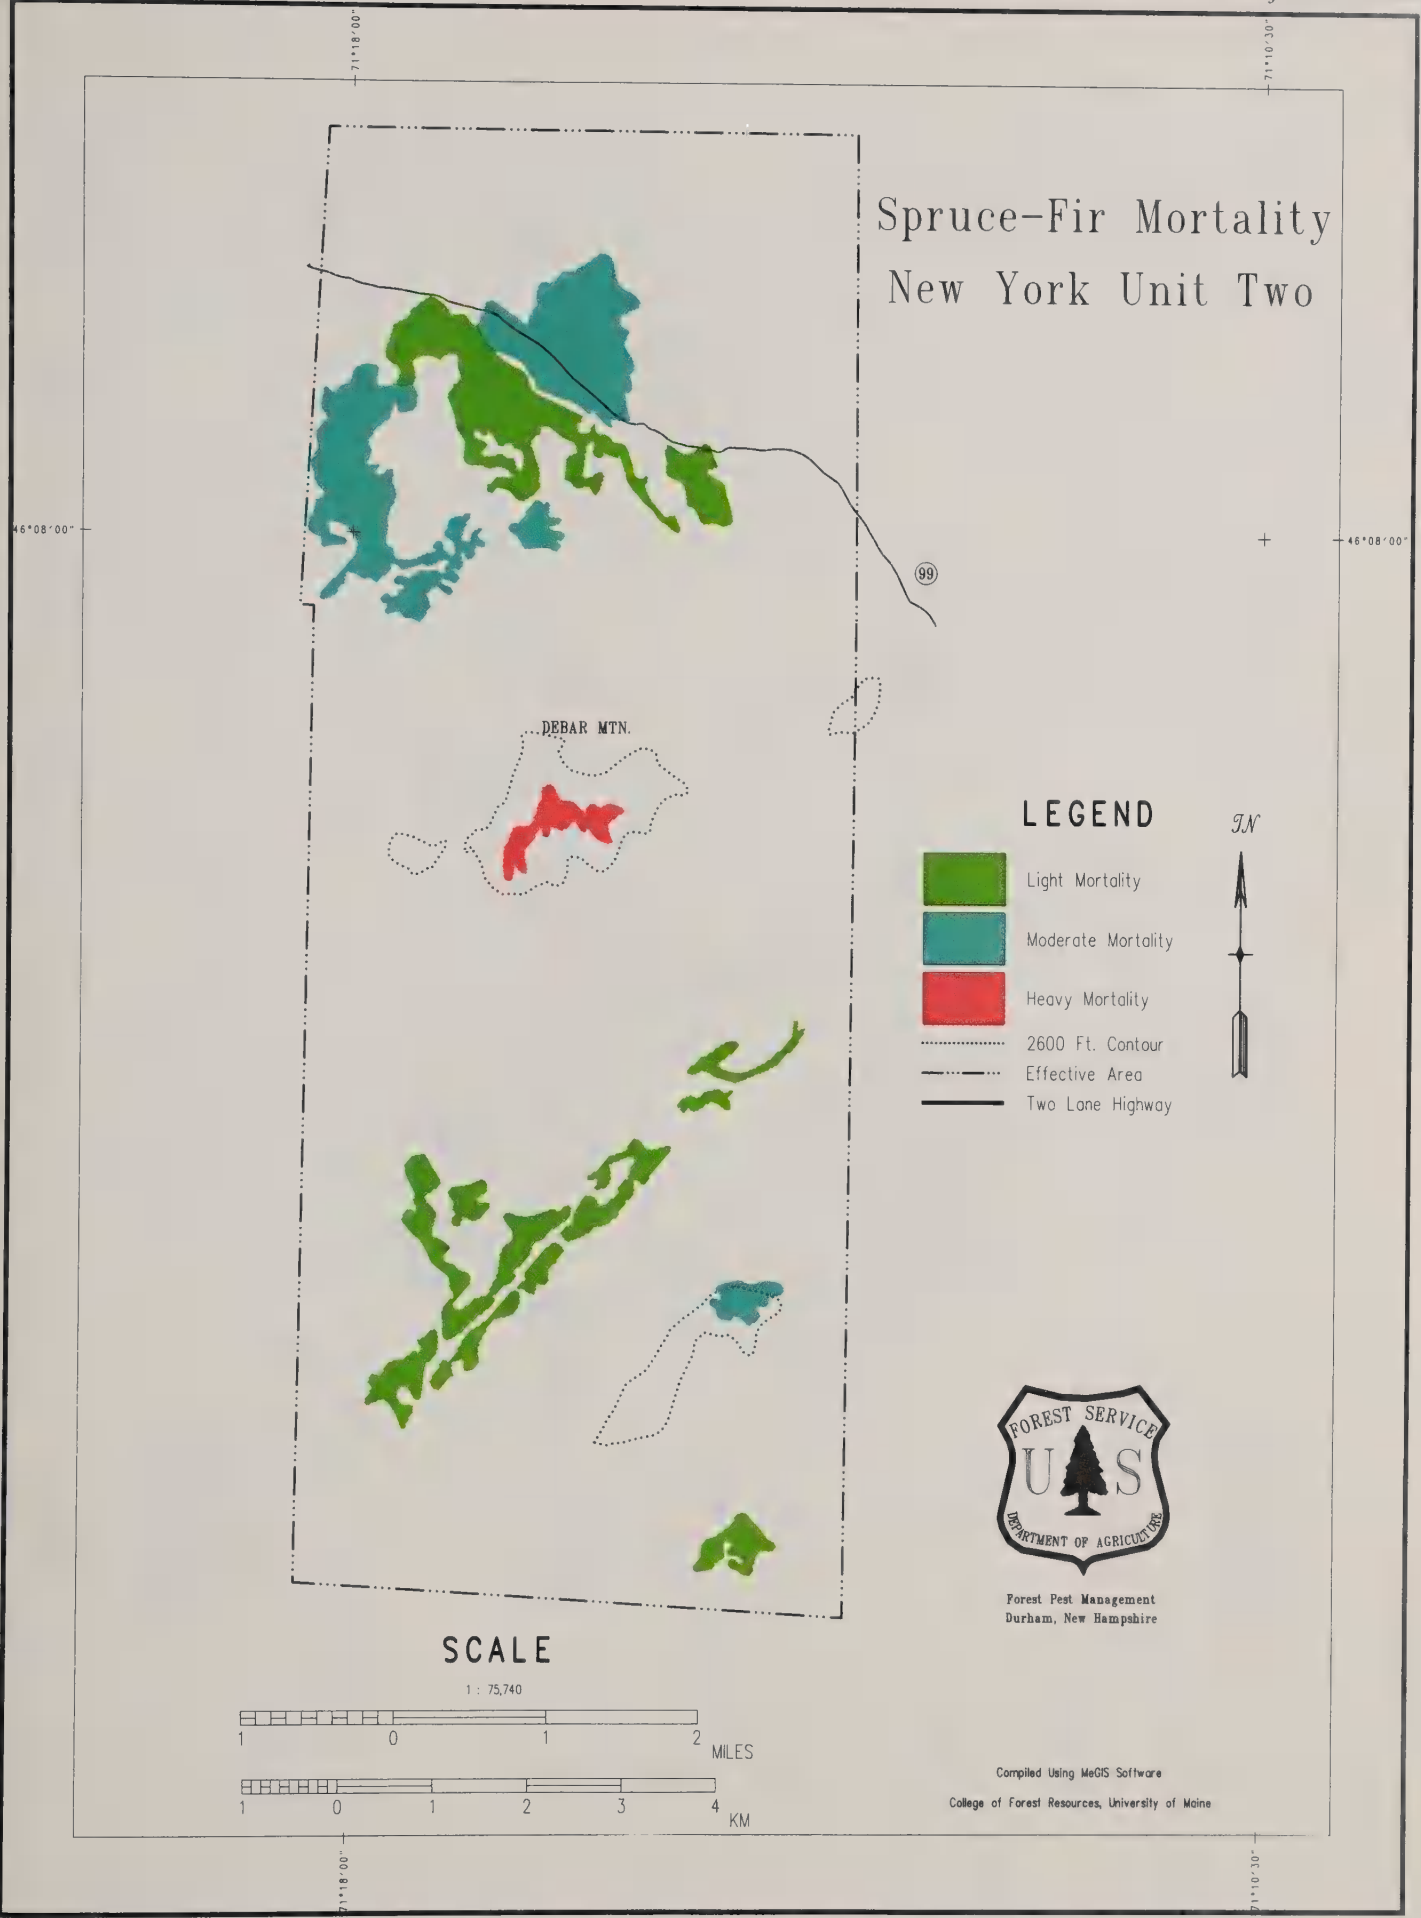 71°18'00"
71°10'30"
Spruce-Fir Mortality
New York Unit Two
46°08'00"
46°08'00"
99
DEBAR MTN.
LEGEND
N
Light Mortality
Moderate Mortality
Heavy Mortality
2600 Ft. Contour
Effective Area
Two Lane Highway
FOREST SERVICE
U S
DEPARTMENT OF AGRICULTURE
Forest Pest Management
Durham, New Hampshire
SCALE
1 : 75,740
1 0 1 2
MILES
1 0 1 2 3 4
KM
Compiled Using MeGIS Software
College of Forest Resources, University of Maine
71°18'00"
71°10'30"